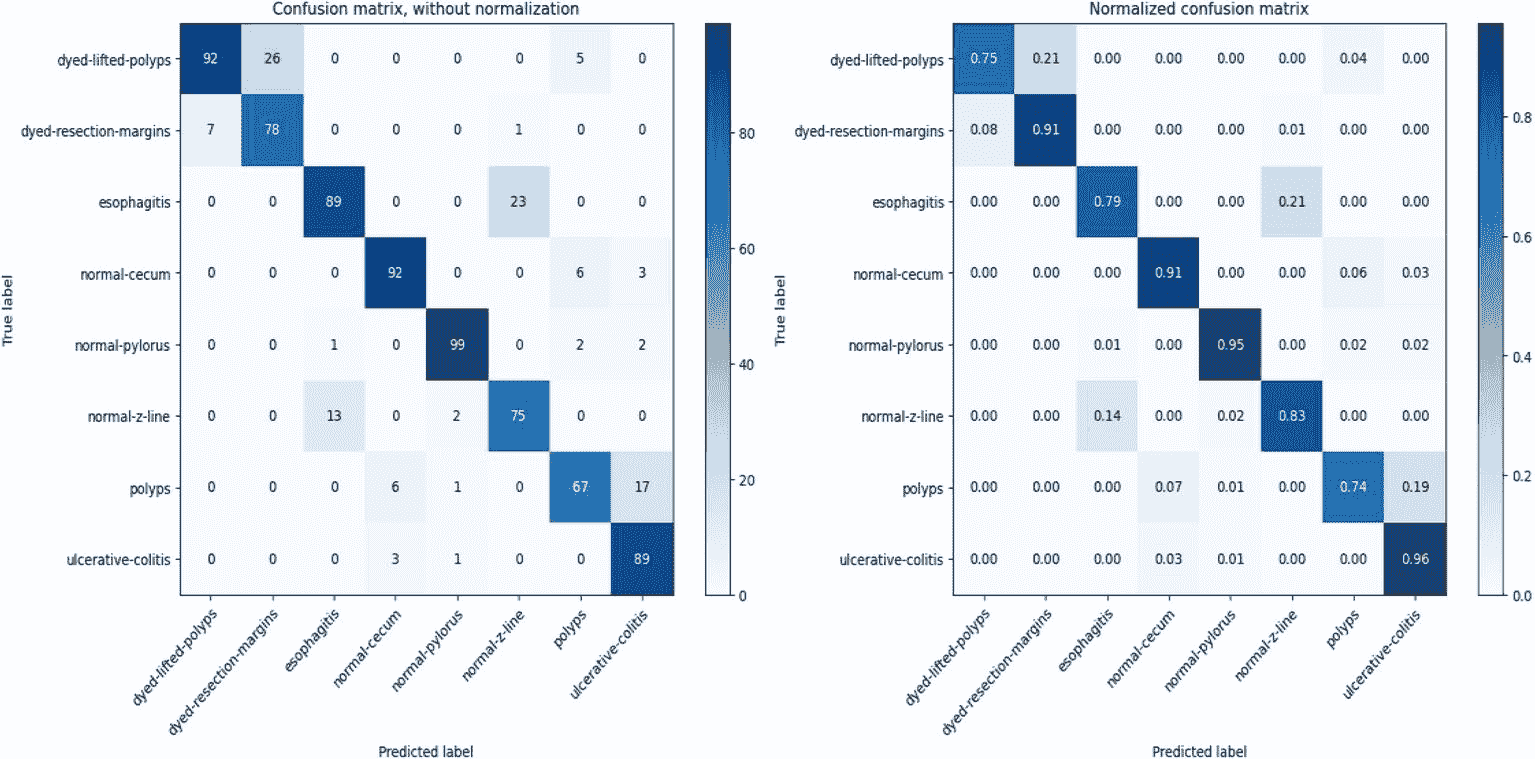 Confusion matrix, without normalization
dyed-lifted-polyps 92 26 0 0 0 0 5 0
dyed-resection-margins 7 78 0 0 0 1 0 0
esophagitis 0 0 89 0 0 23 0 0
normal-cecum 0 0 0 92 0 0 6 3
normal-pylorus 0 0 1 0 99 0 2 2
normal-z-line 0 0 13 0 2 75 0 0
polyps 0 0 0 6 1 0 67 17
ulcerative-colitis 0 0 0 3 1 0 0 89
True label
dyed-lifted-polyps
dyed-resection-margins
esophagitis
normal-cecum
normal-pylorus
normal-z-line
polyps
ulcerative-colitis
Predicted label
80
60
40
20
0
Normalized confusion matrix
dyed-lifted-polyps 0.75 0.21 0.00 0.00 0.00 0.00 0.04 0.00
dyed-resection-margins 0.08 0.91 0.00 0.00 0.00 0.01 0.00 0.00
esophagitis 0.00 0.00 0.79 0.00 0.00 0.21 0.00 0.00
normal-cecum 0.00 0.00 0.00 0.91 0.00 0.00 0.06 0.03
normal-pylorus 0.00 0.00 0.01 0.00 0.95 0.00 0.02 0.02
normal-z-line 0.00 0.00 0.14 0.00 0.02 0.83 0.00 0.00
polyps 0.00 0.00 0.00 0.07 0.01 0.00 0.74 0.19
ulcerative-colitis 0.00 0.00 0.00 0.03 0.01 0.00 0.00 0.96
True label
dyed-lifted-polyps
dyed-resection-margins
esophagitis
normal-cecum
normal-pylorus
normal-z-line
polyps
ulcerative-colitis
Predicted label
0.8
0.6
0.4
0.2
0.0